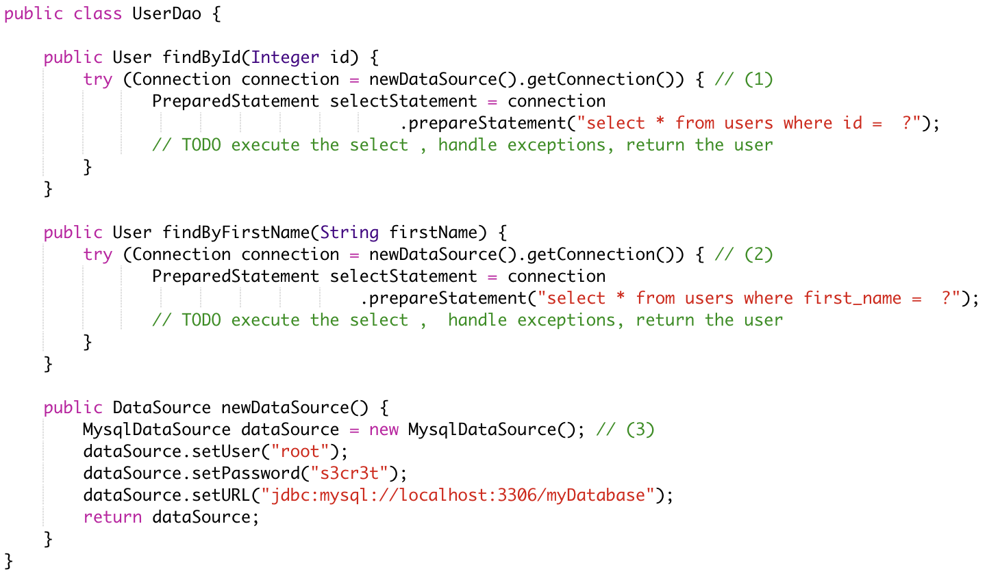 public class UserDao {
    public User findById(Integer id) {
        try (Connection connection = newDataSource().getConnection()) { // (1)
               PreparedStatement selectStatement = connection
                                        .prepareStatement("select * from users where id =  ?");
               // TODO execute the select , handle exceptions, return the user
        }
    }
    public User findByFirstName(String firstName) {
        try (Connection connection = newDataSource().getConnection()) { // (2)
               PreparedStatement selectStatement = connection
                                    .prepareStatement("select * from users where first_name =  ?");
               // TODO execute the select ,  handle exceptions, return the user
        }
    }
    public DataSource newDataSource() {
        MysqlDataSource dataSource = new MysqlDataSource(); // (3)
        dataSource.setUser("root");
        dataSource.setPassword("s3cr3t");
        dataSource.setURL("jdbc:mysql://localhost:3306/myDatabase");
        return dataSource;
    }
}